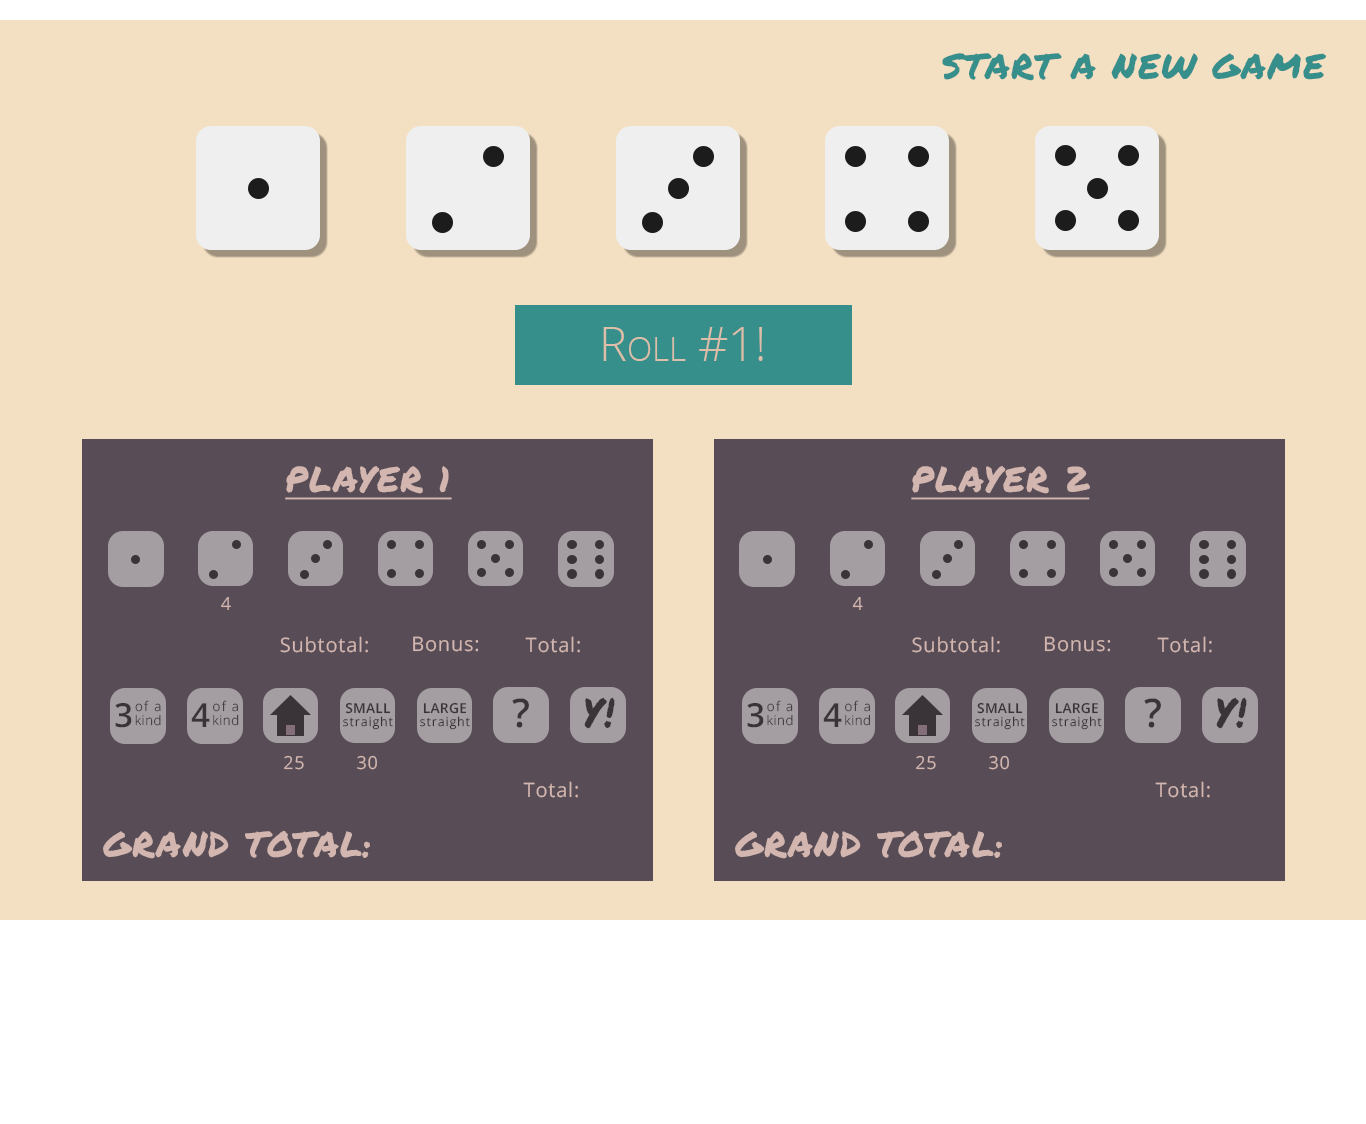 START A NEW GAME
Roll #1!
PLAYER 1
4
Subtotal: Bonus: Total:
3 of a kind 4 of a kind SMALL straight LARGE straight ? Y!
25 30
Total:
GRAND TOTAL:
PLAYER 2
4
Subtotal: Bonus: Total:
3 of a kind 4 of a kind SMALL straight LARGE straight ? Y!
25 30
Total:
GRAND TOTAL: